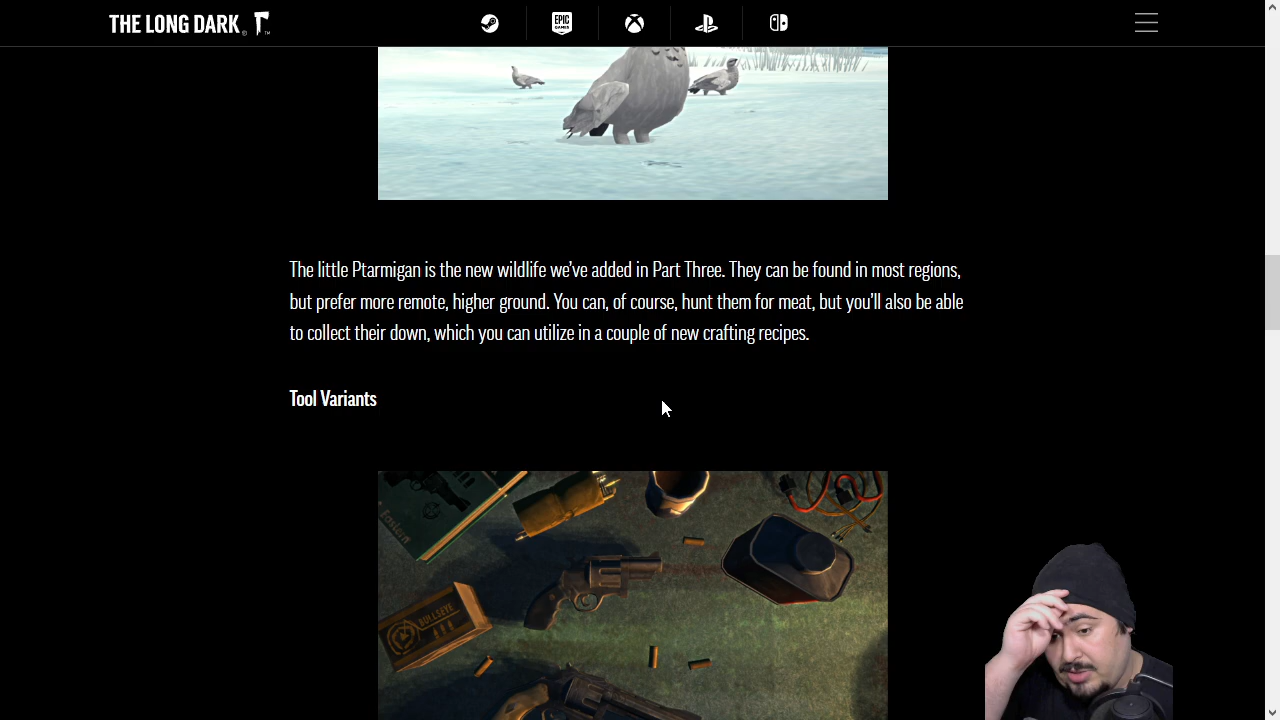 THE LONG DARK
EPIC
GAMES
The little Ptarmigan is the new wildlife we’ve added in Part Three. They can be found in most regions,
but prefer more remote, higher ground. You can, of course, hunt them for meat, but you’ll also be able
to collect their down, which you can utilize in a couple of new crafting recipes.
Tool Variants
BULLSEYE